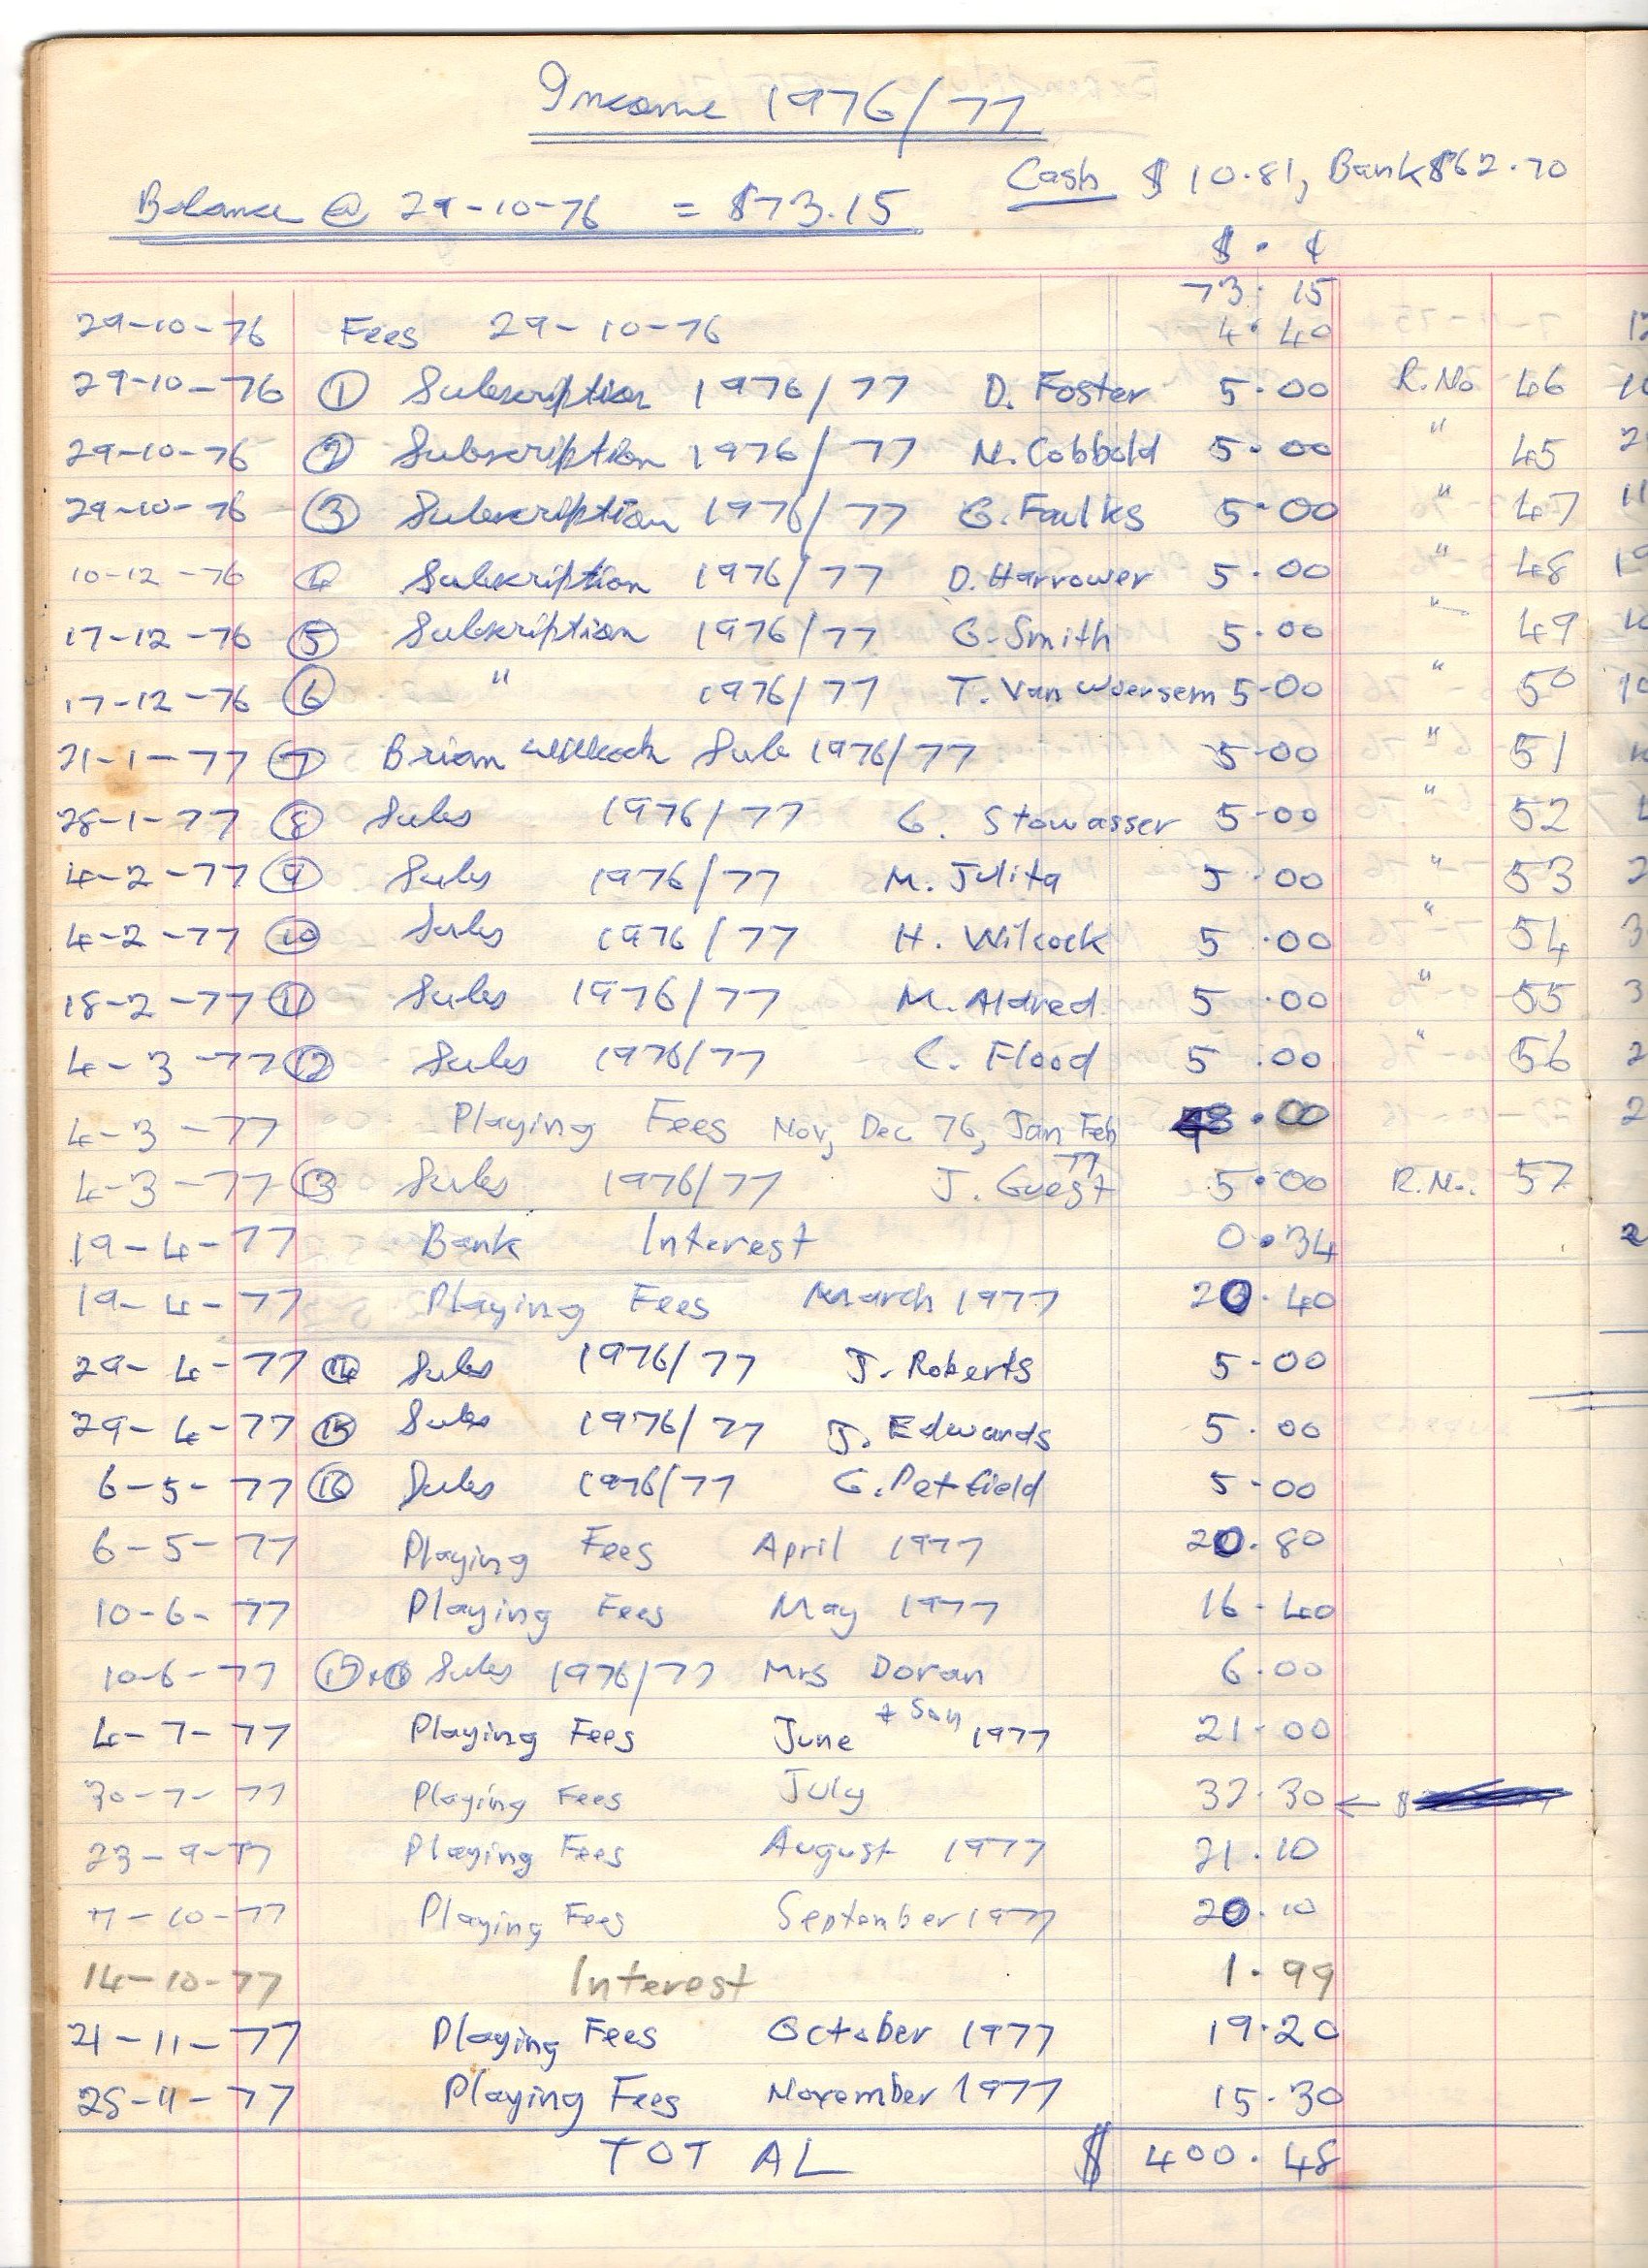 Income 1976/77
Cash $10.81, Bank $62.70
Balance @ 29-10-76 = $73.15
$ . ¢
73. 15
29-10-76 Fees 29-10-76 4. 40
29-10-76 ① Subscription 1976/77 D. Foster 5.00 R.No 46
29-10-76 ② Subscription 1976/77 N. Cobbold 5.00 " 45
29-10-76 ③ Subscription 1976/77 G. Faulks 5.00 " 47
10-12-76 ④ Subscription 1976/77 D. Harrower 5.00 " 48
17-12-76 ⑤ Subscription 1976/77 G. Smith 5.00 " 49
17-12-76 ⑥ " 1976/77 T. Van Woersem 5-00 " 50
21-1-77 ⑦ Brian Willcock Sub 1976/77 5-00 " 51
28-1-77 ⑧ Subs 1976/77 G. Stowasser 5-00 " 52
4-2-77 ⑨ Subs 1976/77 M. Julita 5.00 " 53
4-2-77 ⑩ Subs 1976/77 H. Wilcock 5.00 " 54
18-2-77 ⑪ Subs 1976/77 M. Aldred 5.00 " 55
4-3-77 ⑫ Subs 1976/77 C. Flood 5.00 " 56
4-3-77 Playing Fees Nov, Dec 76, Jan Feb 77 48.00
4-3-77 ⑬ Subs 1976/77 J. Guest 5.00 R.No. 57
19-4-77 Bank Interest 0.34
19-4-77 Playing Fees March 1977 20.40
29-4-77 ⑭ Subs 1976/77 J. Roberts 5-00
29-4-77 ⑮ Subs 1976/77 J. Edwards 5.00
6-5-77 ⑯ Subs 1976/77 G. Petfield 5-00
6-5-77 Playing Fees April 1977 20.80
10-6-77 Playing Fees May 1977 16-40
10-6-77 ⑰+⑱ Subs 1976/77 Mrs Doran + Son 6.00
4-7-77 Playing Fees June 1977 21-00
30-7-77 Playing Fees July 32.30 ← $
23-9-77 Playing Fees August 1977 21.10
7-10-77 Playing Fees September 1977 20.10
14-10-77 Interest 1.99
21-11-77 Playing Fees October 1977 19.20
25-11-77 Playing Fees November 1977 15.30
TOTAL $ 400.48